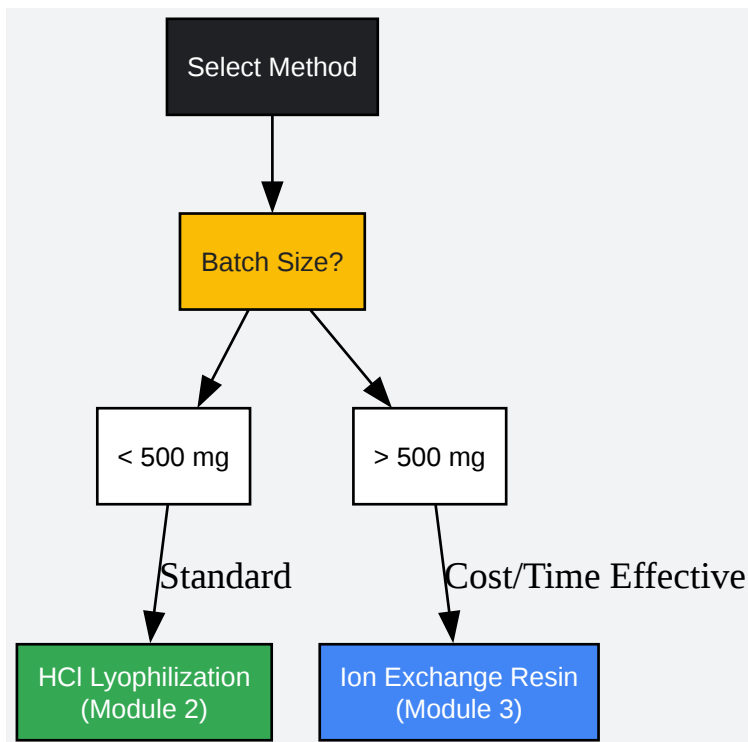 Select Method
Batch Size?
< 500 mg
> 500 mg
Standard
Cost/Time Effective
HCl Lyophilization
(Module 2)
Ion Exchange Resin
(Module 3)